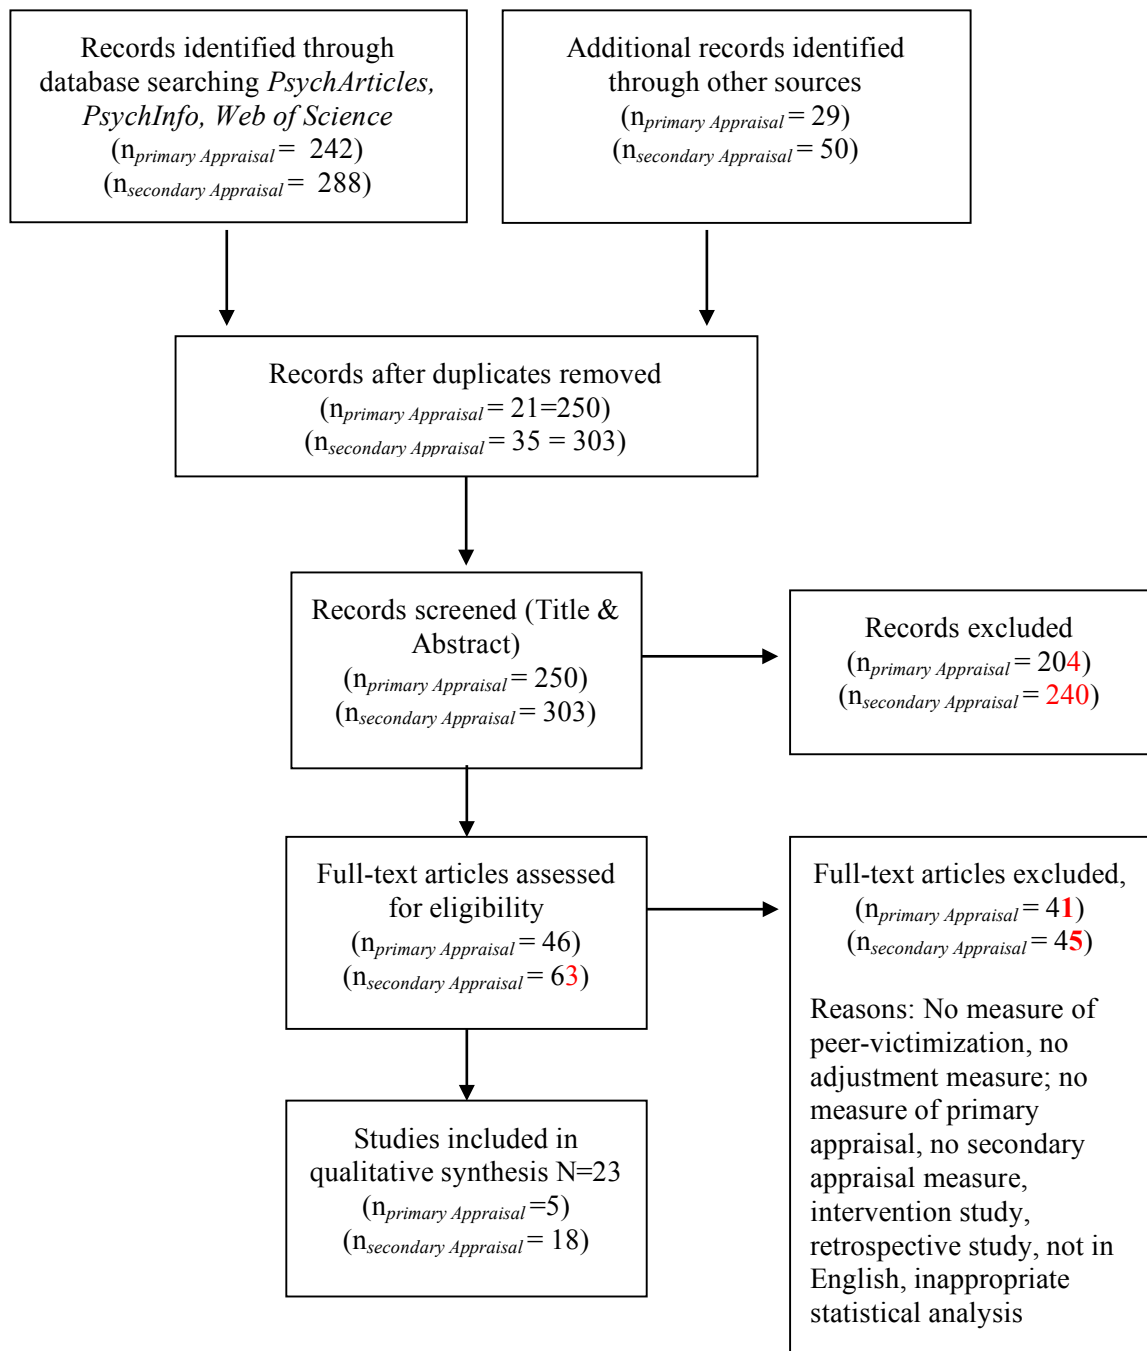 Records identified through
database searching PsychArticles,
PsychInfo, Web of Science
(nprimary Appraisal = 242)
(nsecondary Appraisal = 288)
Additional records identified
through other sources
(nprimary Appraisal = 29)
(nsecondary Appraisal = 50)
Records after duplicates removed
(nprimary Appraisal = 21=250)
(nsecondary Appraisal = 35 = 303)
Records screened (Title &
Abstract)
(nprimary Appraisal = 250)
(nsecondary Appraisal = 303)
Records excluded
(nprimary Appraisal = 204)
(nsecondary Appraisal = 240)
Full-text articles assessed
for eligibility
(nprimary Appraisal = 46)
(nsecondary Appraisal = 63)
Full-text articles excluded,
(nprimary Appraisal = 41)
(nsecondary Appraisal = 45)
Reasons: No measure of
peer-victimization, no
adjustment measure; no
measure of primary
appraisal, no secondary
appraisal measure,
intervention study,
retrospective study, not in
English, inappropriate
statistical analysis
Studies included in
qualitative synthesis N=23
(nprimary Appraisal =5)
(nsecondary Appraisal = 18)